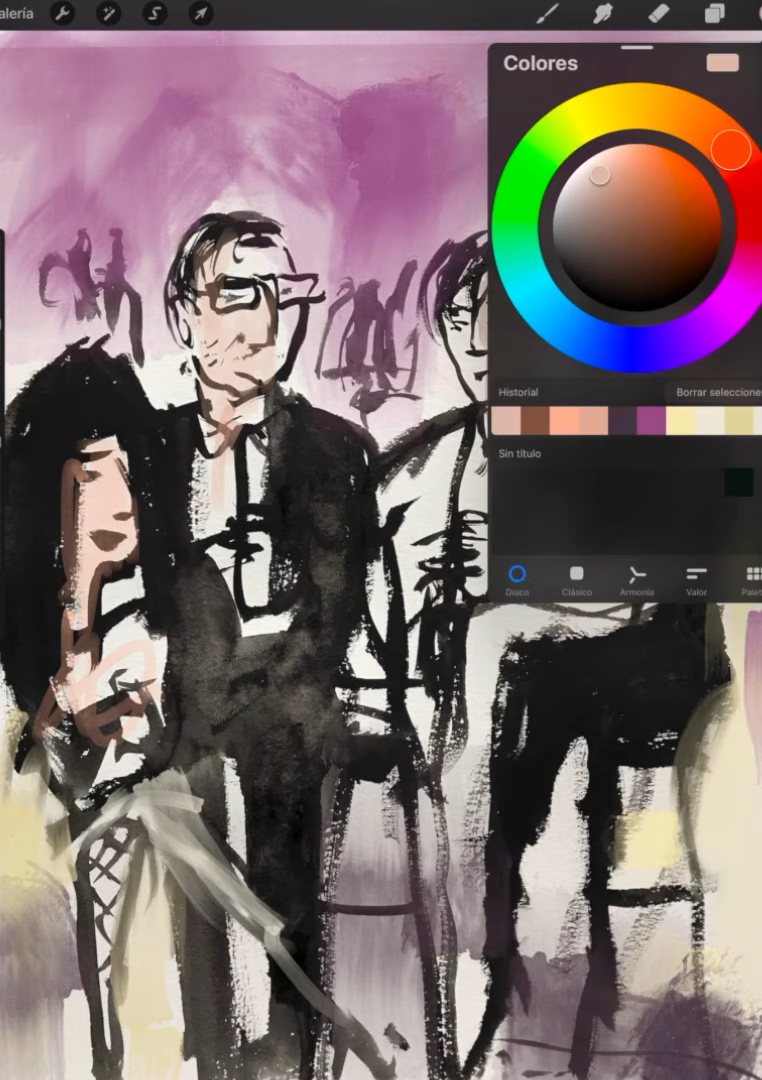 alería
Colores
Historial
Borrar seleccione
Sin título
Disco
Clásico
Armonía
Valor
Palet